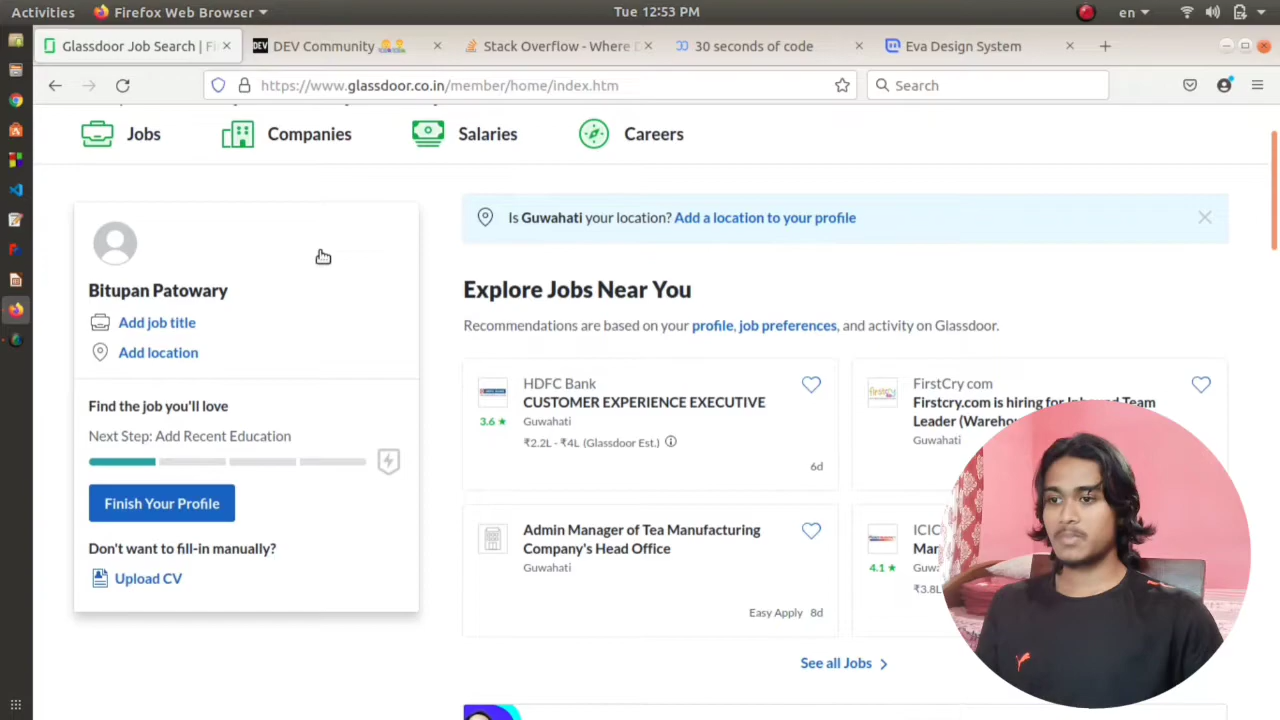 Activities
Firefox Web Browser
Tue 12:53 PM
en
Glassdoor Job Search | Fi
DEV Community
Stack Overflow - Where D
30 seconds of code
Eva Design System
https://www.glassdoor.co.in/member/home/index.htm
Search
Jobs
Companies
Salaries
Careers
Is Guwahati your location? Add a location to your profile
Bitupan Patowary
Add job title
Add location
Find the job you'll love
Next Step: Add Recent Education
Finish Your Profile
Don't want to fill-in manually?
Upload CV
Explore Jobs Near You
Recommendations are based on your profile, job preferences, and activity on Glassdoor.
HDFC Bank
CUSTOMER EXPERIENCE EXECUTIVE
3.6 ★
Guwahati
₹2.2L - ₹4L (Glassdoor Est.)
6d
FirstCry com
Firstcry.com is hiring for Inbound Team
Leader (Wareho
Guwahati
Admin Manager of Tea Manufacturing
Company's Head Office
Guwahati
Easy Apply 8d
ICIC
Mar
4.1 ★
Guw
₹3.8L
See all Jobs